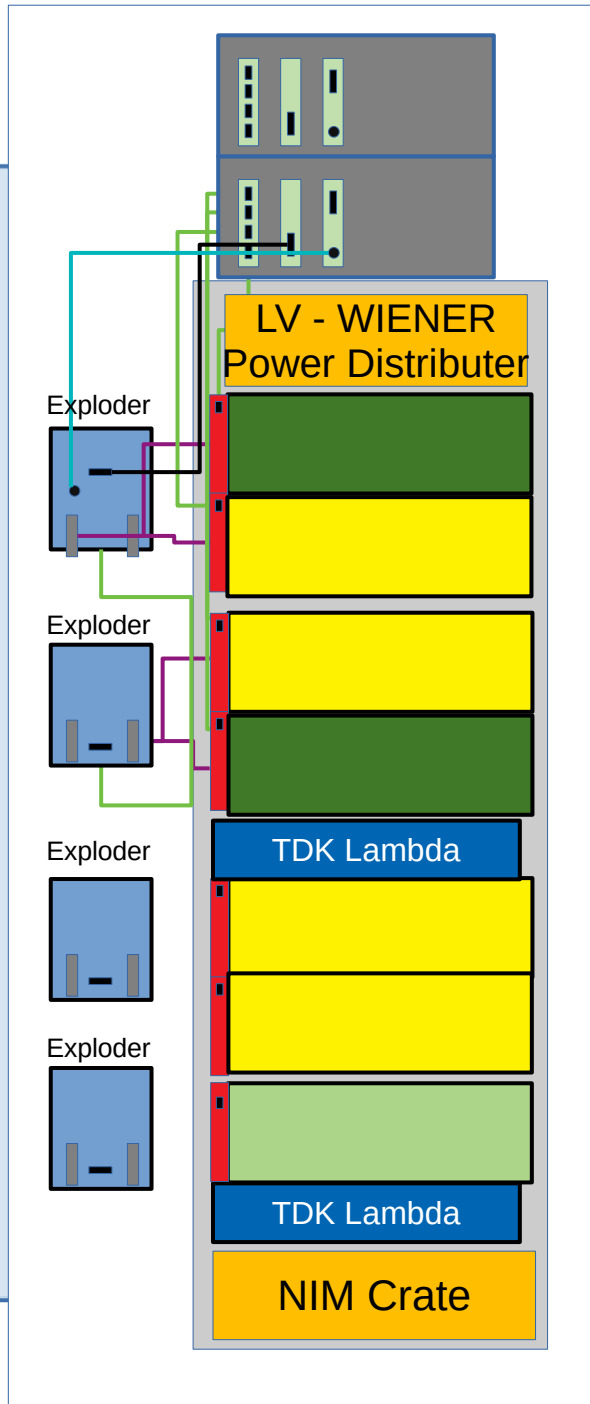 LV - WIENER
Power Distributer
Exploder
Exploder
TDK Lambda
Exploder
Exploder
TDK Lambda
NIM Crate